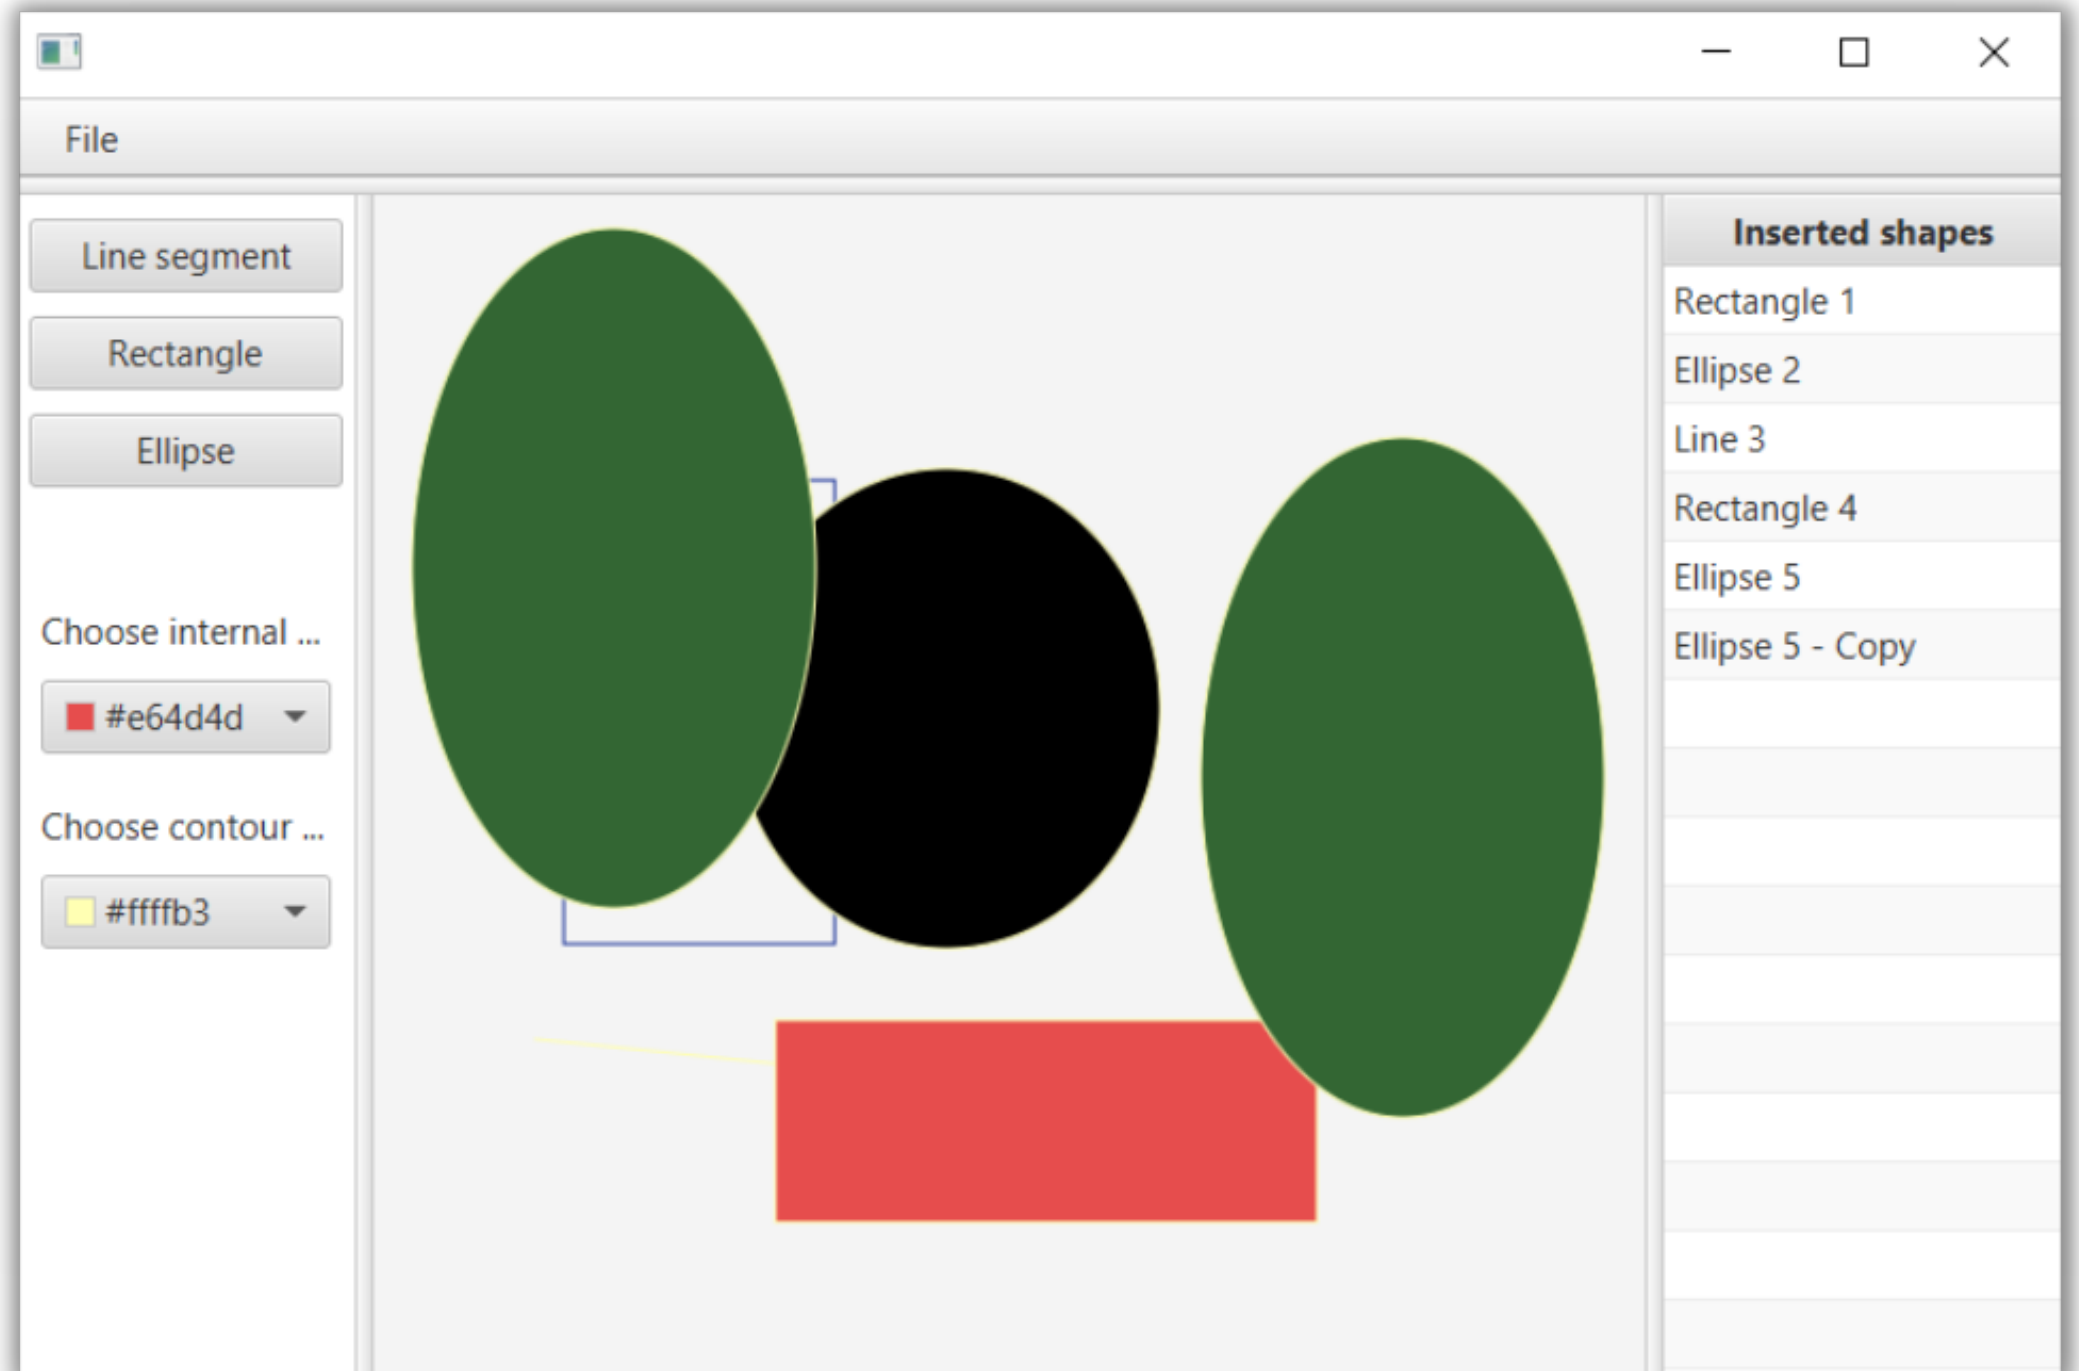 File
Line segment
Rectangle
Ellipse
Choose internal ...
#e64d4d
Choose contour ...
#ffffb3
Inserted shapes
Rectangle 1
Ellipse 2
Line 3
Rectangle 4
Ellipse 5
Ellipse 5 - Copy